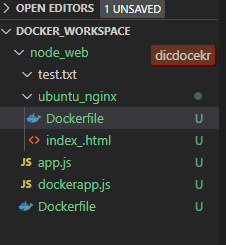 OPEN EDITORS 1 UNSAVED
DOCKER_WORKSPACE
node_web dicdocekr
test.txt
ubuntu_nginx
Dockerfile U
index_.html U
JS app.js U
JS dockerapp.js U
Dockerfile U